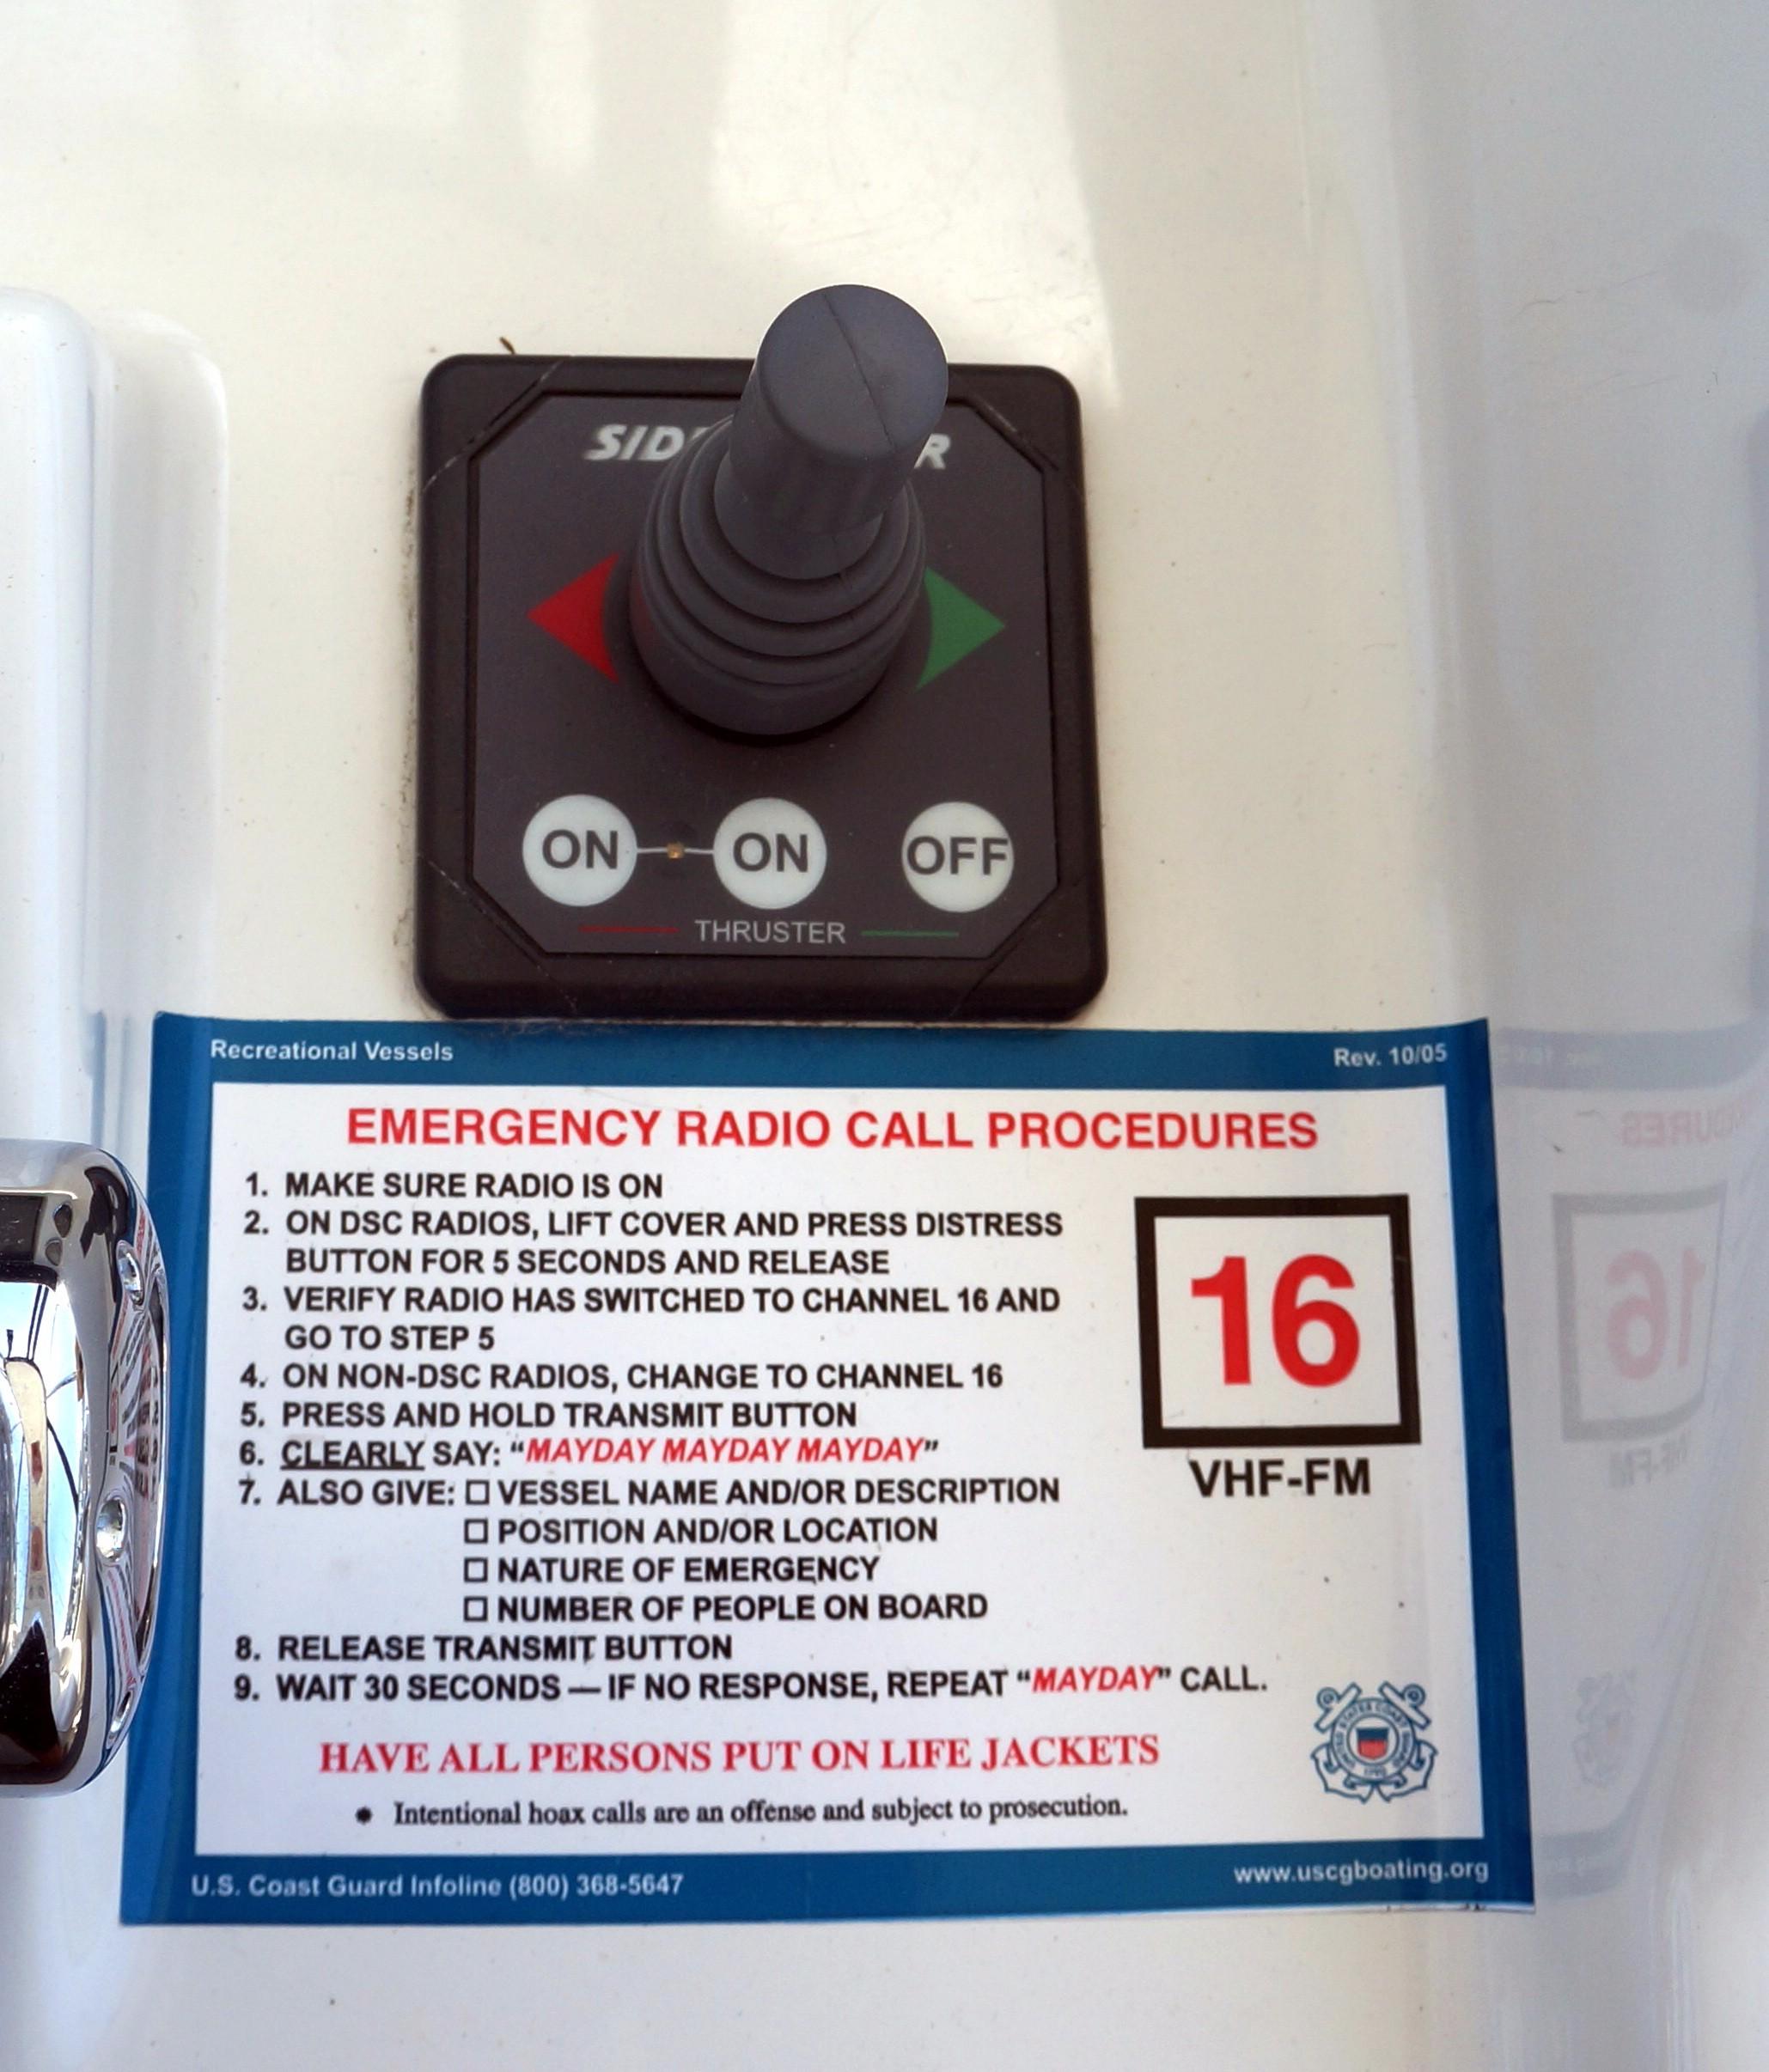 SID R
ON ON OFF
THRUSTER
Recreational Vessels Rev. 10/05
EMERGENCY RADIO CALL PROCEDURES
1. MAKE SURE RADIO IS ON
2. ON DSC RADIOS, LIFT COVER AND PRESS DISTRESS
BUTTON FOR 5 SECONDS AND RELEASE
3. VERIFY RADIO HAS SWITCHED TO CHANNEL 16 AND
GO TO STEP 5
4. ON NON-DSC RADIOS, CHANGE TO CHANNEL 16
5. PRESS AND HOLD TRANSMIT BUTTON
6. CLEARLY SAY: “MAYDAY MAYDAY MAYDAY”
7. ALSO GIVE: ☐ VESSEL NAME AND/OR DESCRIPTION
☐ POSITION AND/OR LOCATION
☐ NATURE OF EMERGENCY
☐ NUMBER OF PEOPLE ON BOARD
8. RELEASE TRANSMIT BUTTON
9. WAIT 30 SECONDS — IF NO RESPONSE, REPEAT “MAYDAY” CALL.
16
VHF-FM
HAVE ALL PERSONS PUT ON LIFE JACKETS
• Intentional hoax calls are an offense and subject to prosecution.
UNITED STATES COAST GUARD
1790
U.S. Coast Guard Infoline (800) 368-5647 www.uscgboating.org